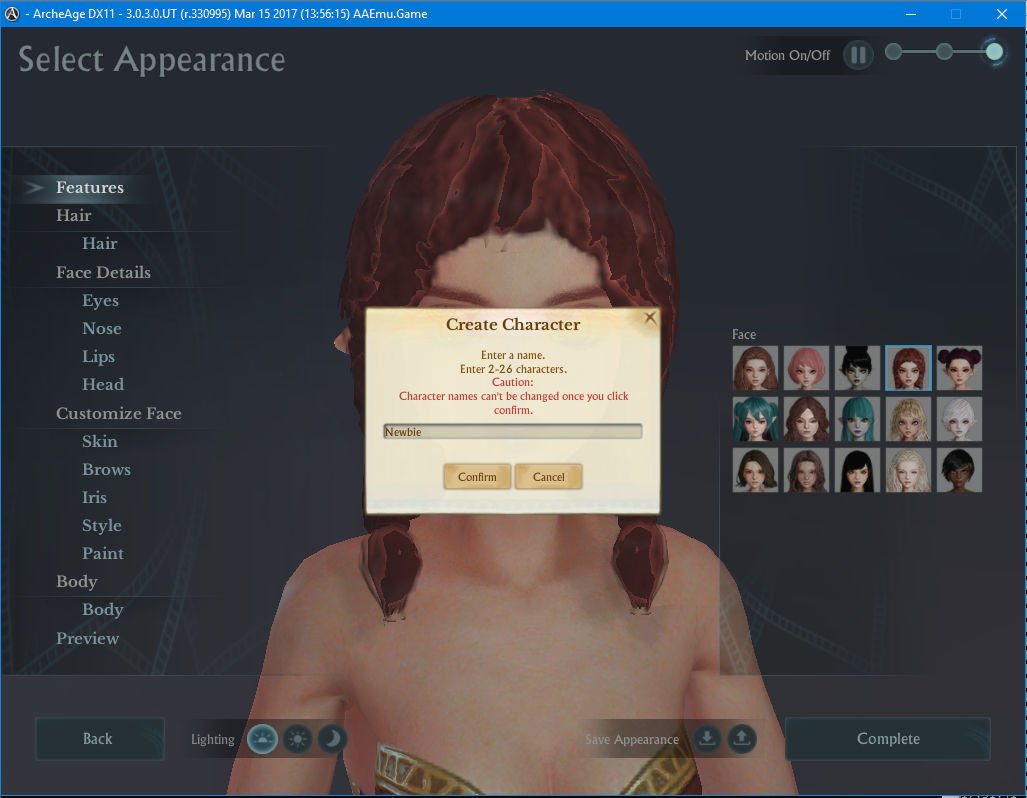 - ArcheAge DX11 - 3.0.3.0.UT (r.330995) Mar 15 2017 (13:56:15) AAEmu.Game
Select Appearance
Motion On/Off
Features
Hair
Hair
Face Details
Eyes
Nose
Lips
Head
Customize Face
Skin
Brows
Iris
Style
Paint
Body
Body
Preview
Create Character
Enter a name.
Enter 2-26 characters.
Caution:
Character names can't be changed once you click
confirm.
Newbie
Confirm
Cancel
Face
Back
Lighting
Save Appearance
Complete